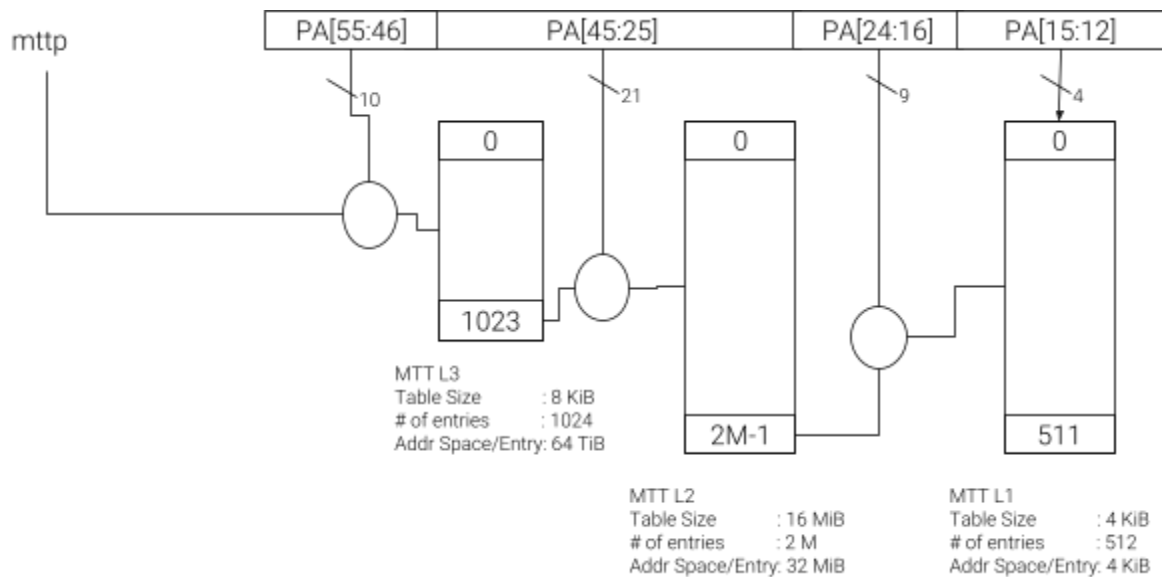 mttp
PA[55:46]
PA[45:25]
PA[24:16]
PA[15:12]
10
21
9
4
0
0
0
1023
MTT L3
Table Size : 8 KiB
# of entries : 1024
Addr Space/Entry: 64 TiB
2M-1
511
MTT L2
Table Size : 16 MiB
# of entries : 2 M
Addr Space/Entry: 32 MiB
MTT L1
Table Size : 4 KiB
# of entries : 512
Addr Space/Entry: 4 KiB